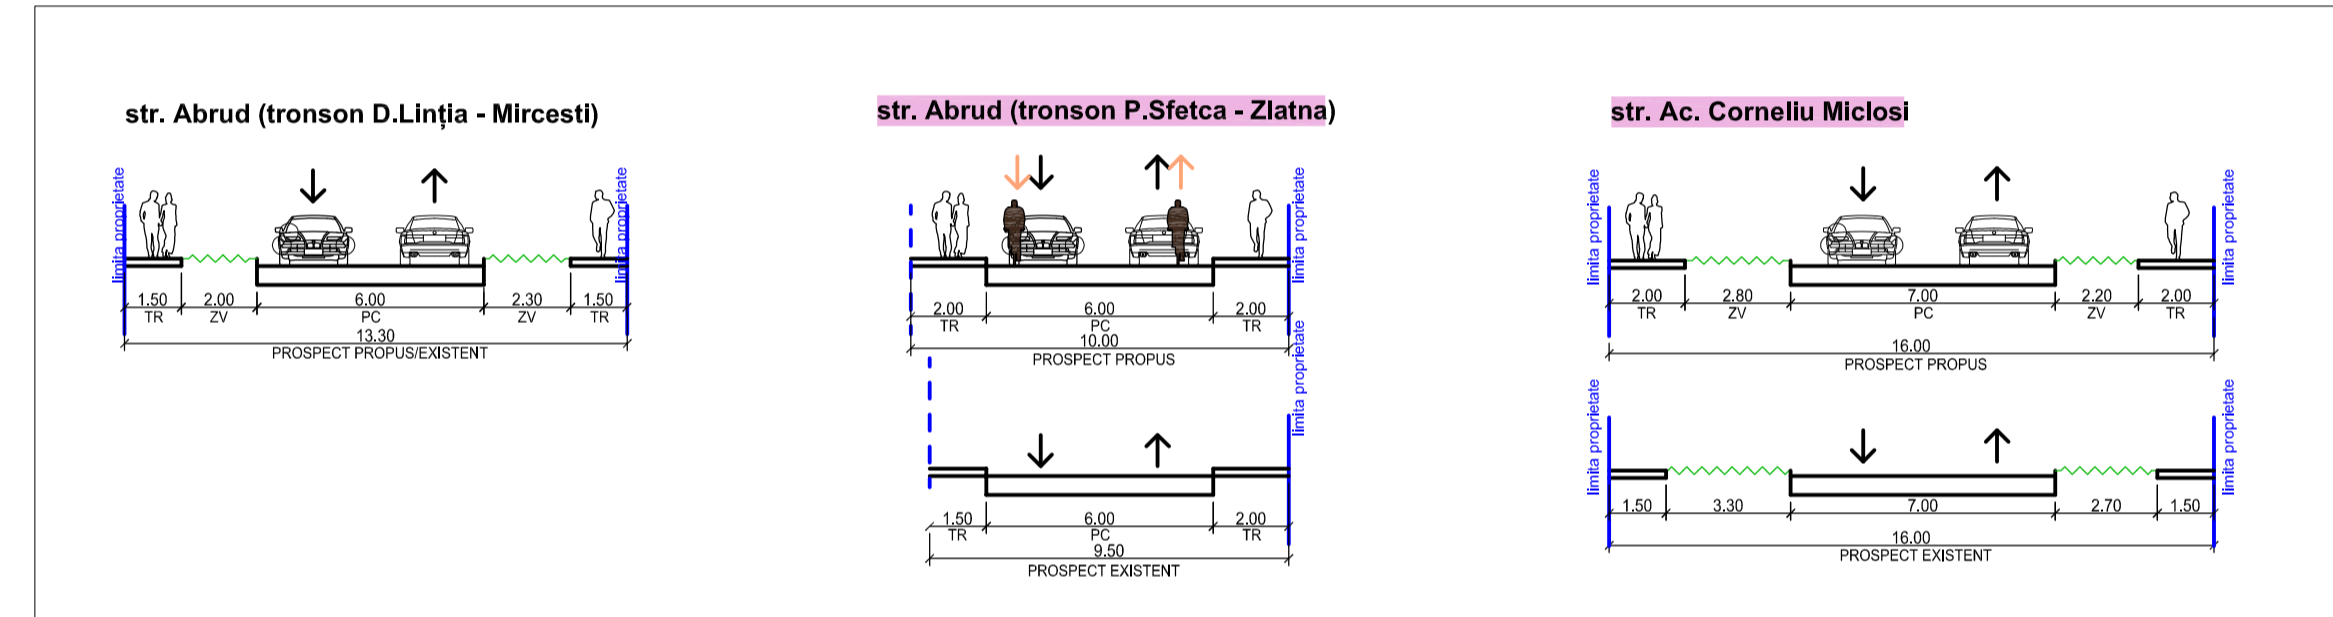 str. Abrud (tronson D.Linția - Mircesti)
limita proprietate
limita proprietate
1.50 2.00 6.00 2.30 1.50
TR ZV PC ZV TR
13.30
PROSPECT PROPUS/EXISTENT
str. Abrud (tronson P.Sfetca - Zlatna)
limita proprietate
2.00 6.00 2.00
TR PC TR
10.00
PROSPECT PROPUS
limita proprietate
1.50 6.00 2.00
TR PC TR
9.50
PROSPECT EXISTENT
str. Ac. Corneliu Miclosi
limita proprietate
limita proprietate
2.00 2.80 7.00 2.20 2.00
TR ZV PC ZV TR
16.00
PROSPECT PROPUS
limita proprietate
limita proprietate
1.50 3.30 7.00 2.70 1.50
16.00
PROSPECT EXISTENT